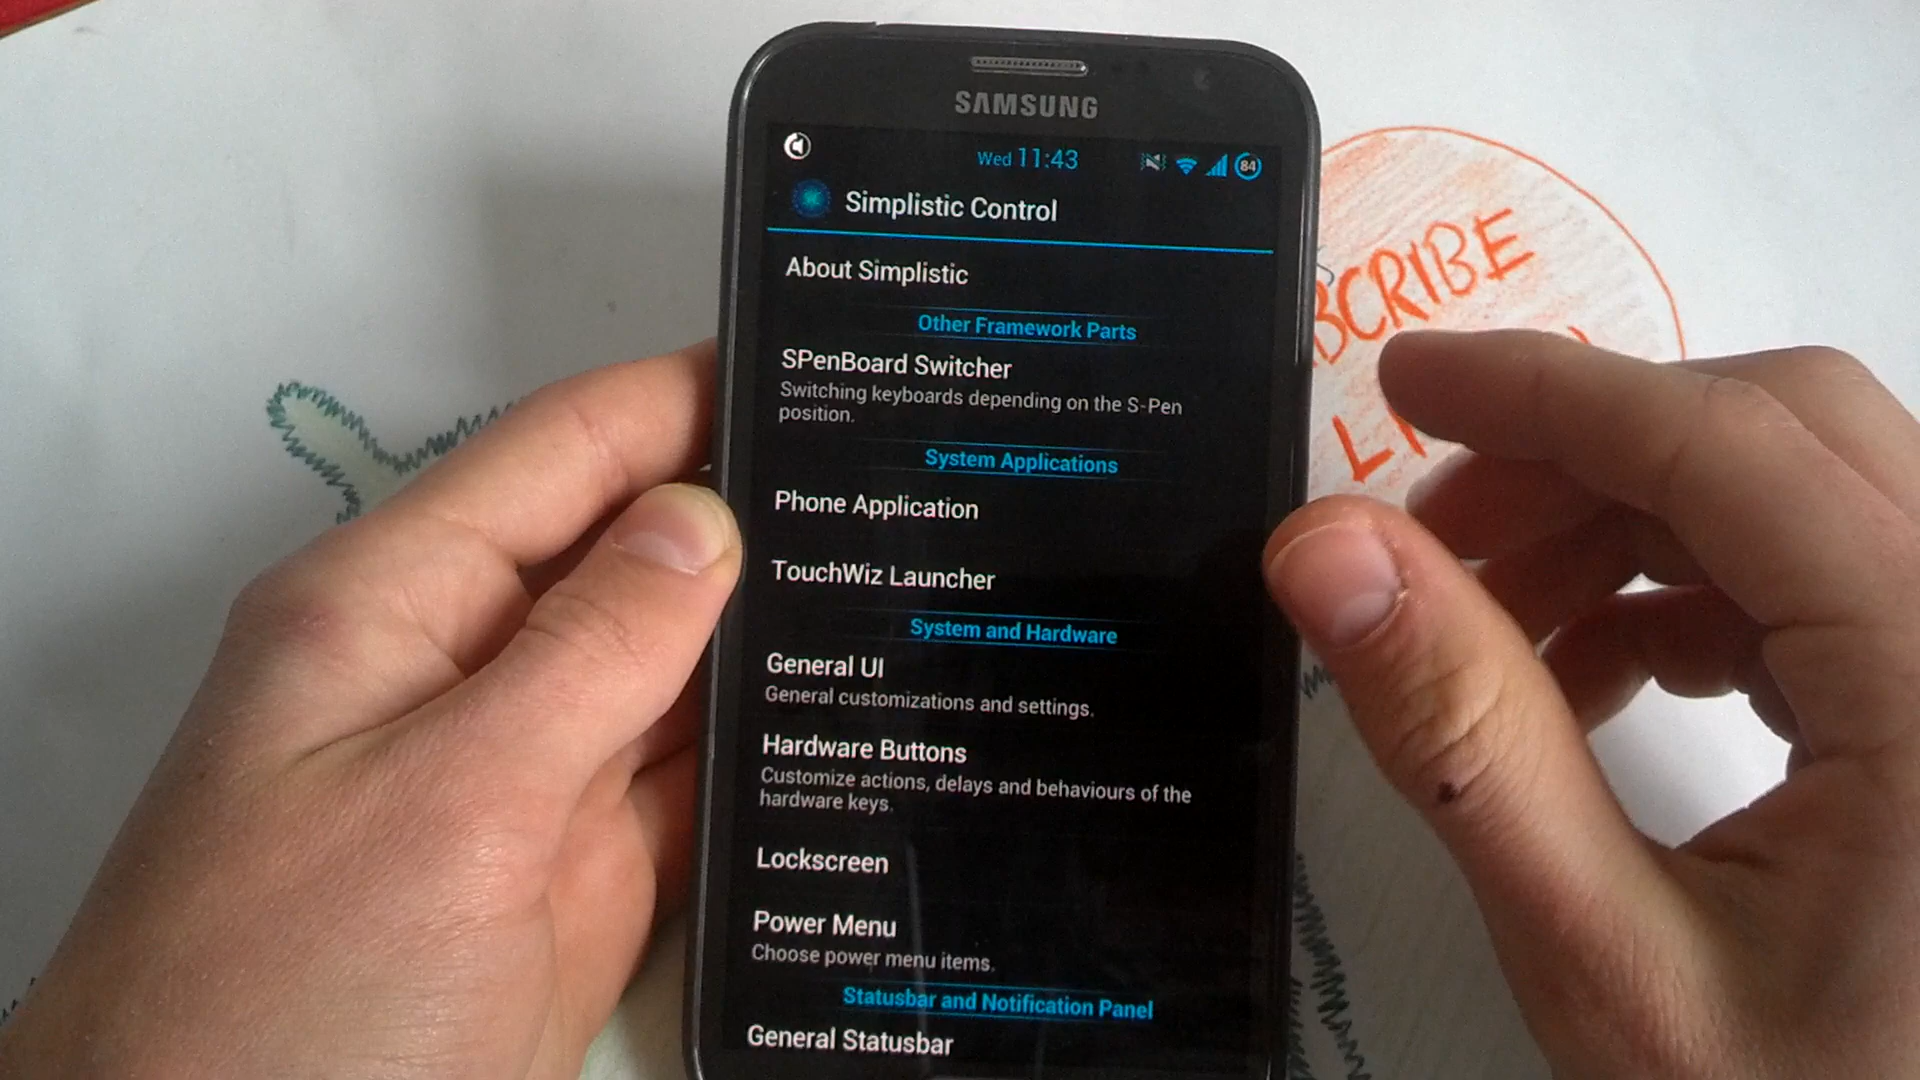 SAMSUNG
Wed 11:43
84
Simplistic Control
About Simplistic
Other Framework Parts
SPenBoard Switcher
Switching keyboards depending on the S-Pen
position.
System Applications
Phone Application
TouchWiz Launcher
System and Hardware
General UI
General customizations and settings.
Hardware Buttons
Customize actions, delays and behaviours of the
hardware keys.
Lockscreen
Power Menu
Choose power menu items.
Statusbar and Notification Panel
General Statusbar
BCRIBE